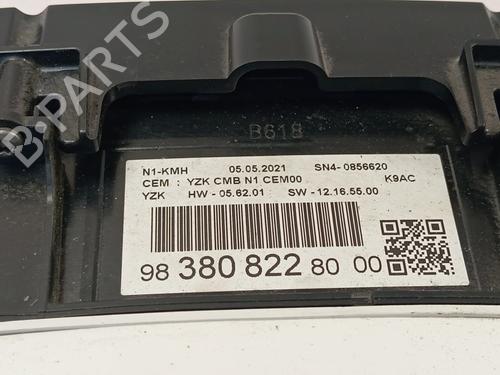 B-PARTS
B618
N1-KMH 05.05.2021 SN4- 0856620
CEM : YZK CMB N1 CEM00 K9AC
YZK HW - 05.62.01 SW -12.16.55.00
98 380 822 80 00